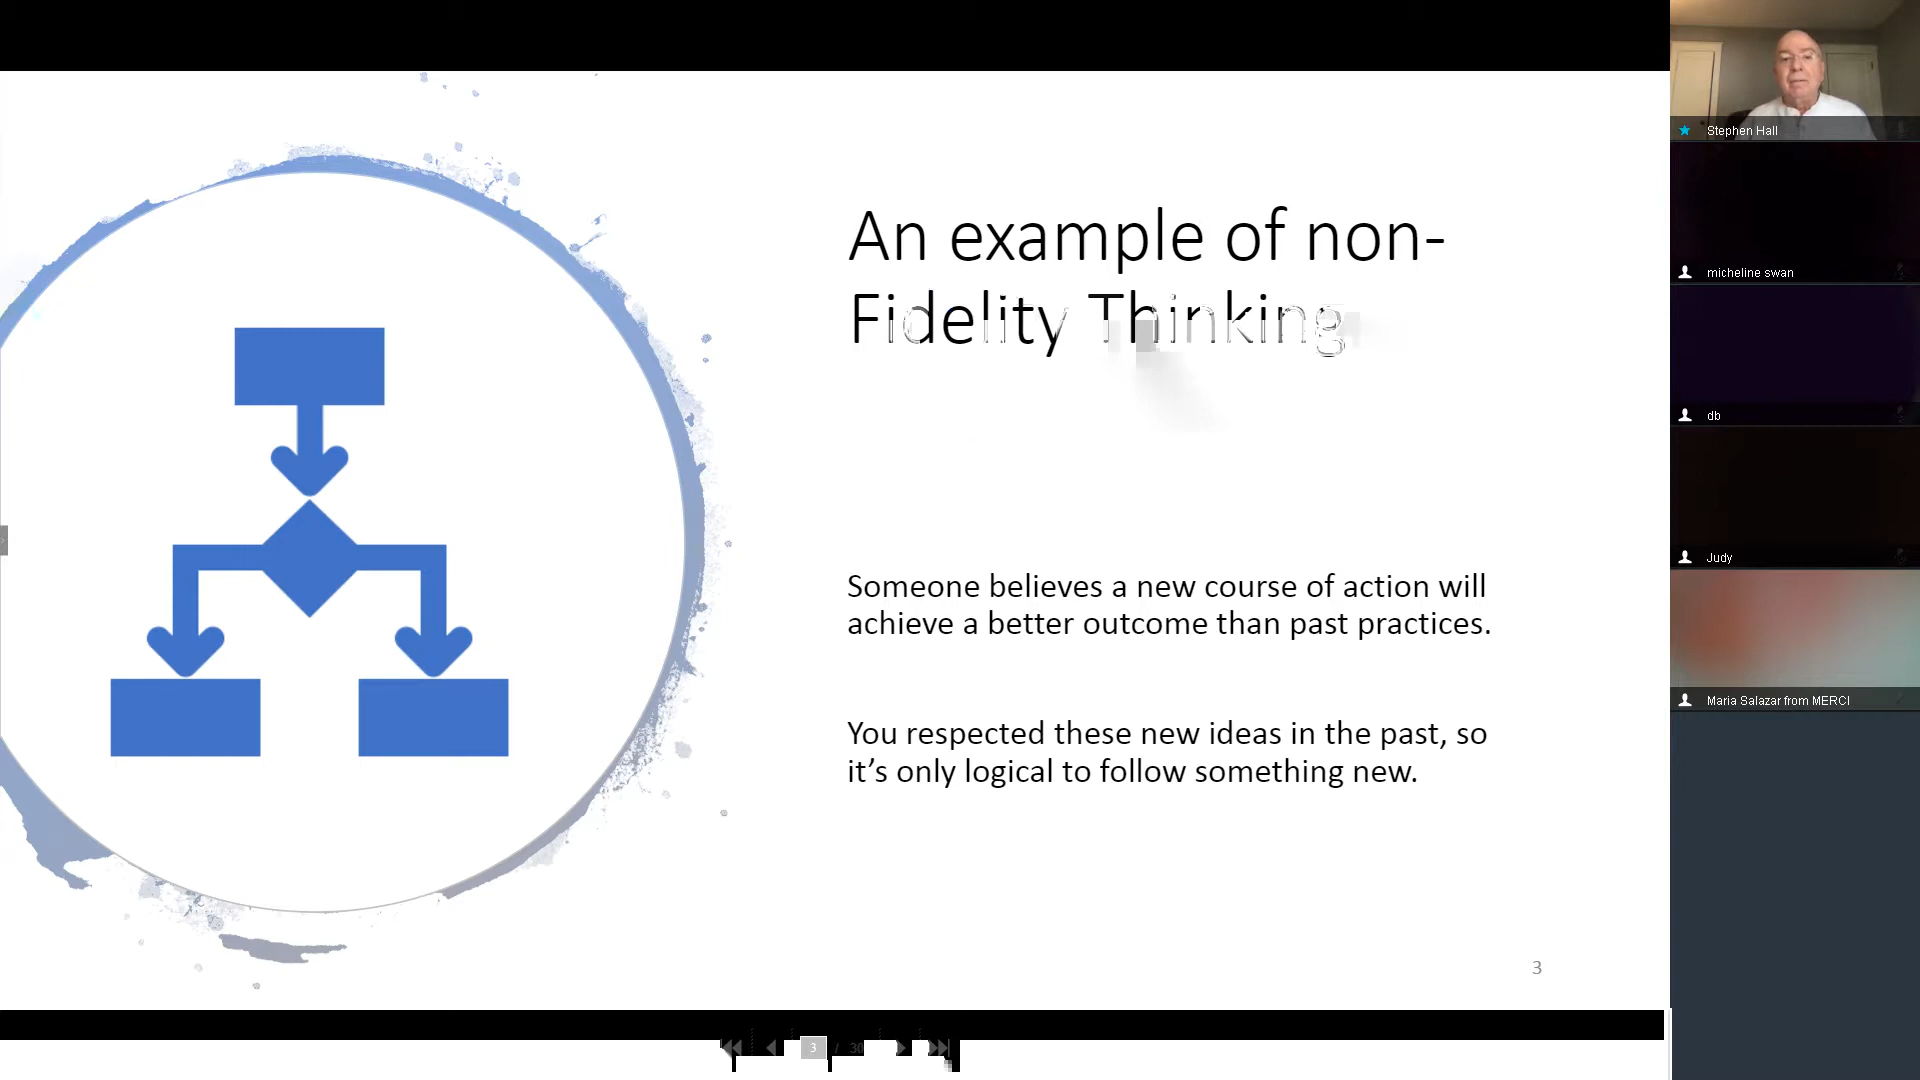 An example of non-
Fidelity Thinking
Someone believes a new course of action will
achieve a better outcome than past practices.
You respected these new ideas in the past, so
it’s only logical to follow something new.
3
3 / 30
Stephen Hall
micheline swan
db
Judy
Maria Salazar from MERCI